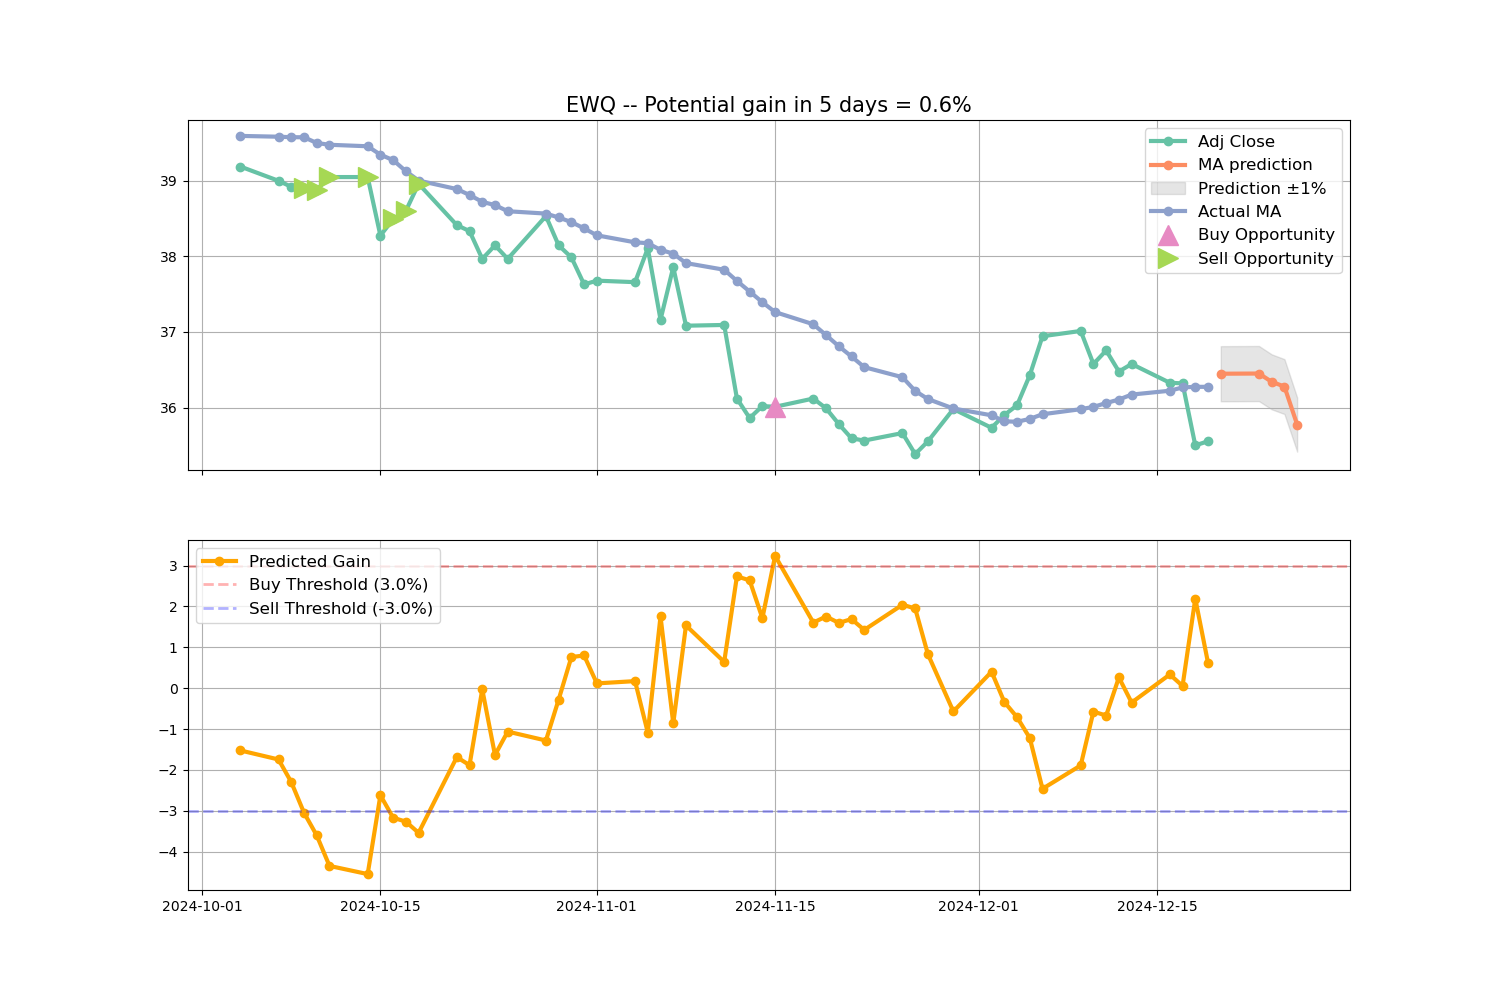 EWQ -- Potential gain in 5 days = 0.6%
39
38
37
36
Adj Close
MA prediction
Prediction ±1%
Actual MA
Buy Opportunity
Sell Opportunity
3
2
1
0
−1
−2
−3
−4
Predicted Gain
Buy Threshold (3.0%)
Sell Threshold (-3.0%)
2024-10-01 2024-10-15 2024-11-01 2024-11-15 2024-12-01 2024-12-15